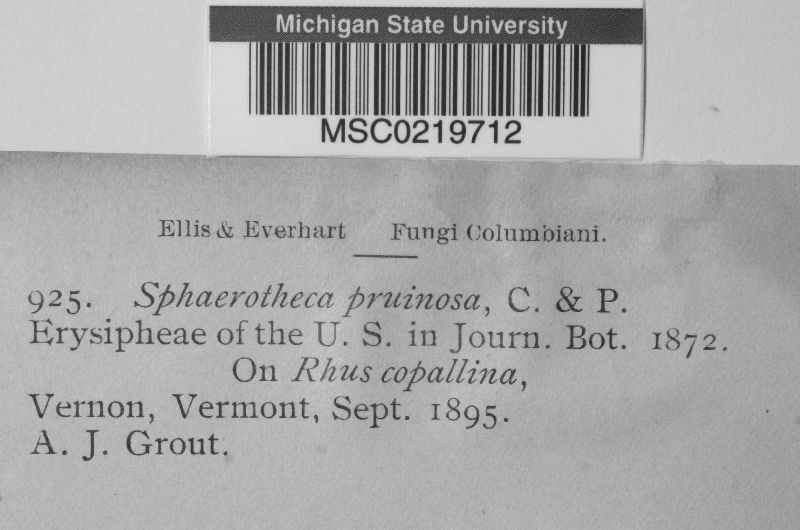 Michigan State University
MSC0219712
Ellis & Everhart Fungi Columbiani.
925. Sphaerotheca pruinosa, C. & P.
Erysipheae of the U. S. in Journ. Bot. 1872.
On Rhus copallina,
Vernon, Vermont, Sept. 1895.
A. J. Grout.